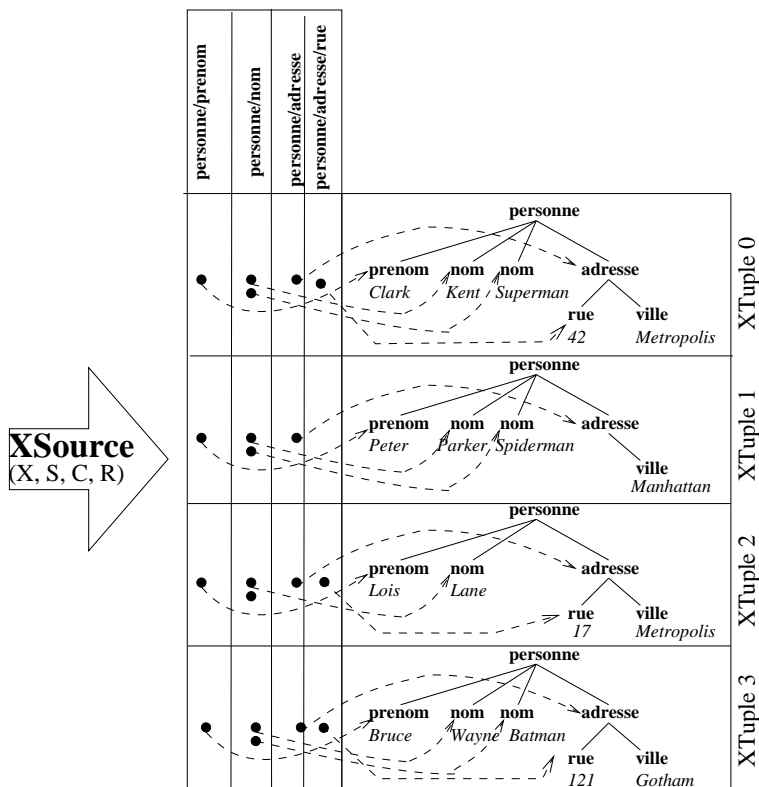 personne/prenom
personne/nom
personne/adresse
personne/adresse/rue
XSource
(X, S, C, R)
personne
prenom nom nom adresse
Clark Kent Superman
rue ville
42 Metropolis
XTuple 0
personne
prenom nom nom adresse
Peter Parker Spiderman
ville
Manhattan
XTuple 1
personne
prenom nom adresse
Lois Lane
rue ville
17 Metropolis
XTuple 2
personne
prenom nom nom adresse
Bruce Wayne Batman
rue ville
121 Gotham
XTuple 3